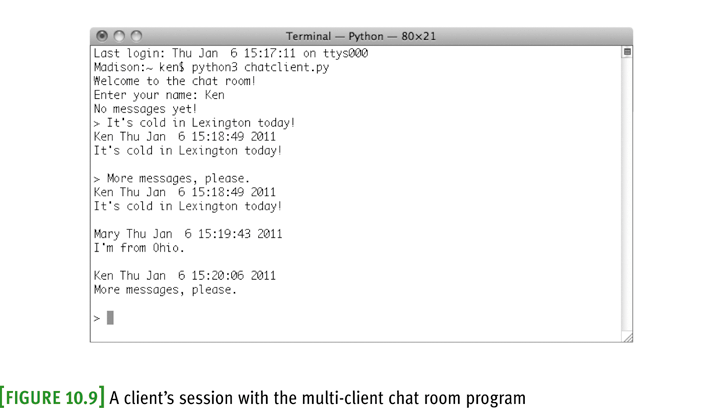 Terminal — Python — 80×21
Last login: Thu Jan  6 15:17:11 on ttys000
Madison:~ ken$ python3 chatclient.py
Welcome to the chat room!
Enter your name: Ken
No messages yet!
> It's cold in Lexington today!
Ken Thu Jan  6 15:18:49 2011
It's cold in Lexington today!
> More messages, please.
Ken Thu Jan  6 15:18:49 2011
It's cold in Lexington today!
Mary Thu Jan  6 15:19:43 2011
I'm from Ohio.
Ken Thu Jan  6 15:20:06 2011
More messages, please.
>
[FIGURE 10.9] A client's session with the multi-client chat room program